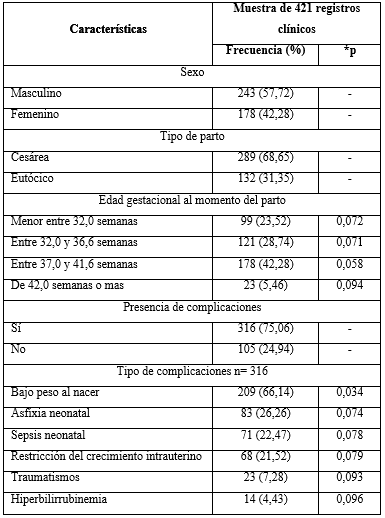 Características
Muestra de 421 registros
clínicos
Frecuencia (%) *p
Sexo
Masculino 243 (57,72) -
Femenino 178 (42,28) -
Tipo de parto
Cesárea 289 (68,65) -
Eutócico 132 (31,35) -
Edad gestacional al momento del parto
Menor entre 32,0 semanas 99 (23,52) 0,072
Entre 32,0 y 36,6 semanas 121 (28,74) 0,071
Entre 37,0 y 41,6 semanas 178 (42,28) 0,058
De 42,0 semanas o mas 23 (5,46) 0,094
Presencia de complicaciones
Sí 316 (75,06) -
No 105 (24,94) -
Tipo de complicaciones n= 316
Bajo peso al nacer 209 (66,14) 0,034
Asfixia neonatal 83 (26,26) 0,074
Sepsis neonatal 71 (22,47) 0,078
Restricción del crecimiento intrauterino 68 (21,52) 0,079
Traumatismos 23 (7,28) 0,093
Hiperbilirrubinemia 14 (4,43) 0,096